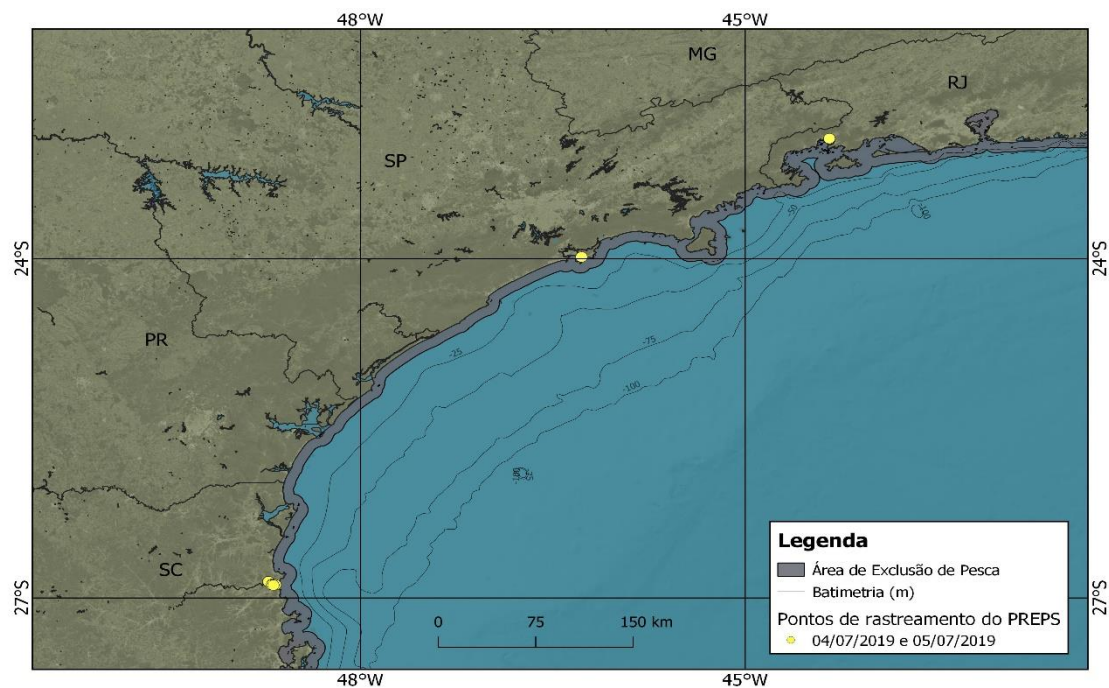 48°W 45°W
MG
RJ
SP
-50
-100
24°S 24°S
-25
-75
PR
-100
SC
27°S 27°S
0 75 150 km
Legenda
Área de Exclusão de Pesca
Batimetria (m)
Pontos de rastreamento do PREPS
04/07/2019 e 05/07/2019
48°W 45°W